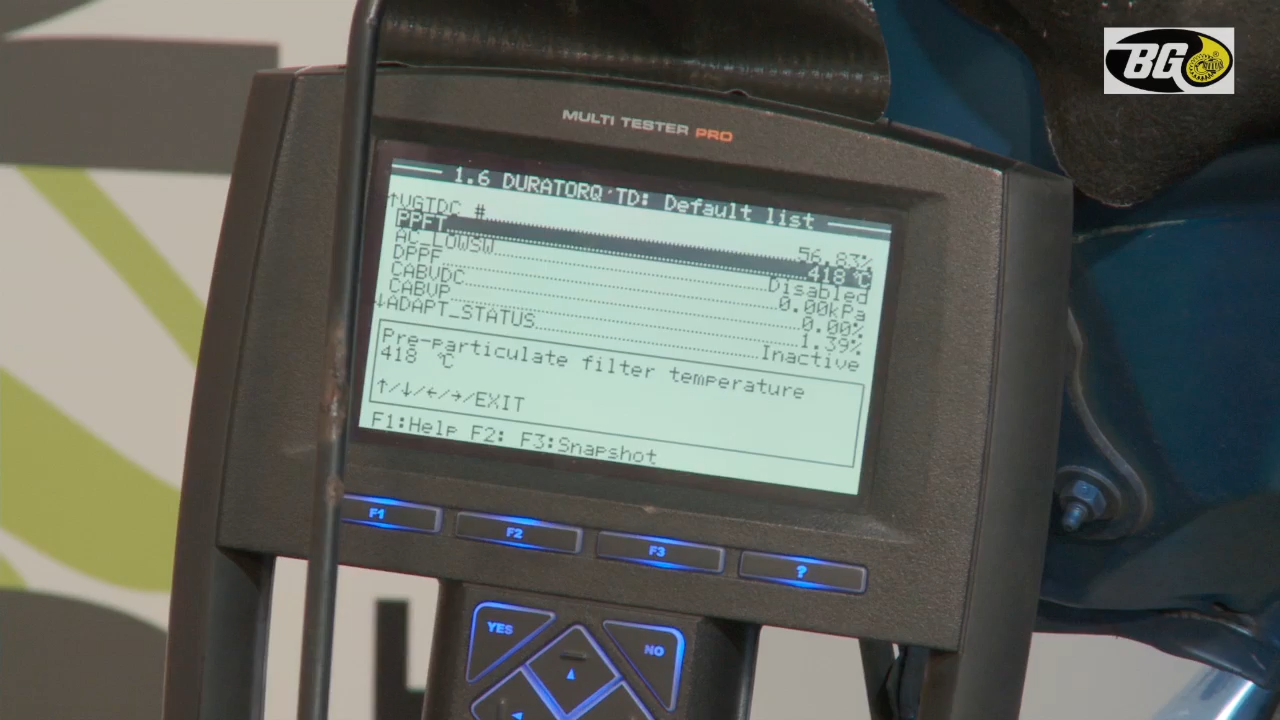 BG
MULTI TESTER PRO
1.6 DURATORQ TD: Default list
↑VGTDC # 56.83%
PPFT 418 °C
AC_LOWSW Disabled
DPPF 0.00kPa
CABVDC 0.00%
CABVP 1.39%
↓ADAPT_STATUS Inactive
Pre-particulate filter temperature
418 °C
↑/↓/←/→/EXIT
F1:Help F2: F3:Snapshot
F1 F2 F3 ?
YES NO